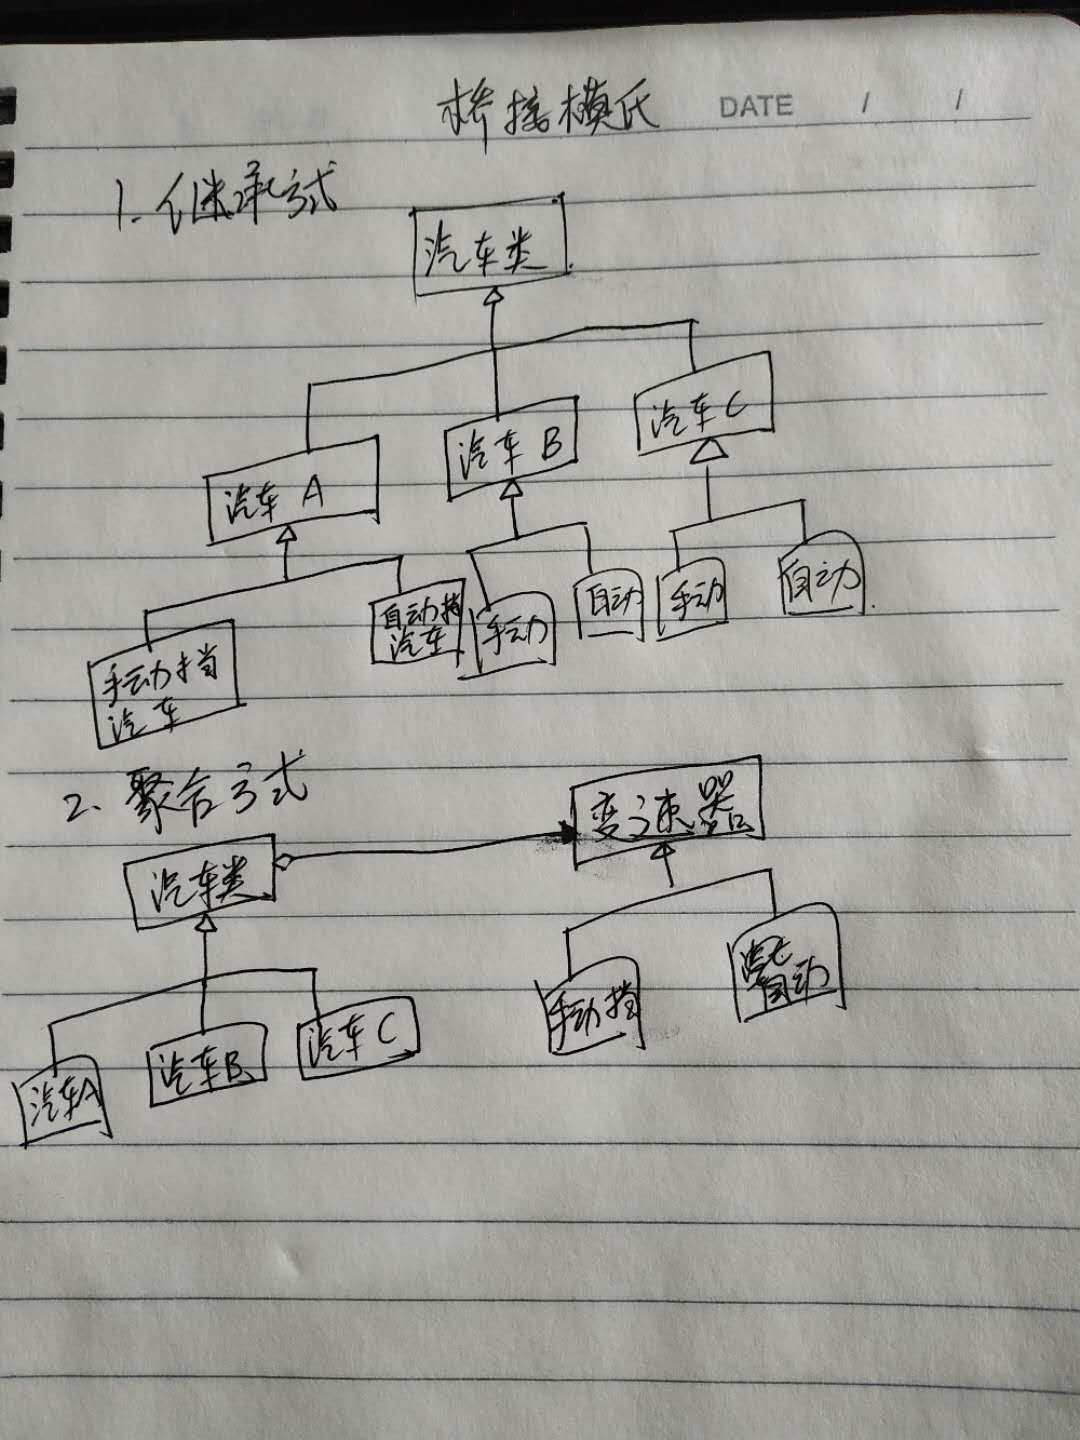 桥接模氏 DATE / /
1. 继承方式
汽车类
汽车 A
汽车 B
汽车 C
手动挡
汽车
自动挡
汽车
手动
自动
手动
自动
2. 聚合方式
汽车类
变速器
汽车A
汽车B
汽车 C
手动挡
自动